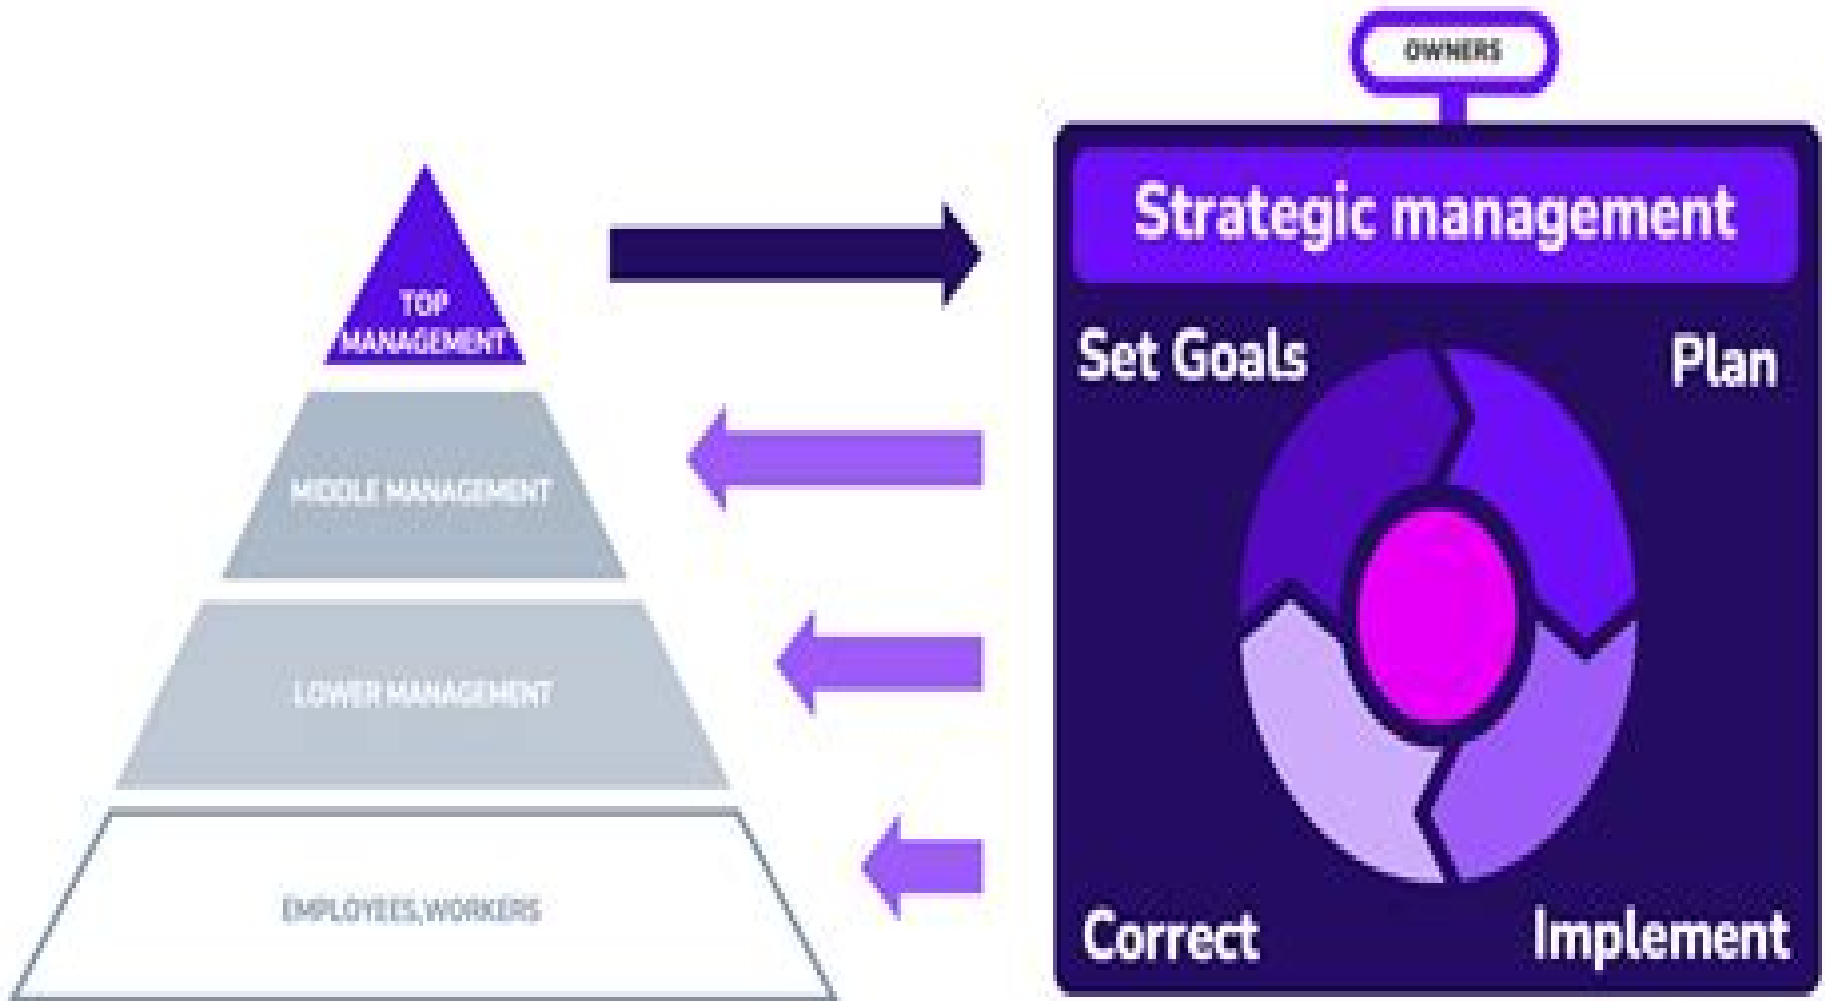 OWNERS
Strategic management
TOP
MANAGEMENT
Set Goals
Plan
MIDDLE MANAGEMENT
LOWER MANAGEMENT
EMPLOYEES,WORKERS
Correct
Implement